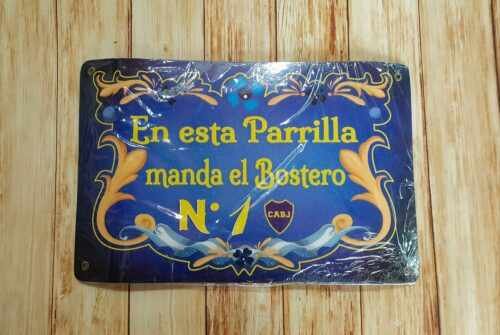 En esta Parrilla
manda el Bostero
N° 1 CABJ